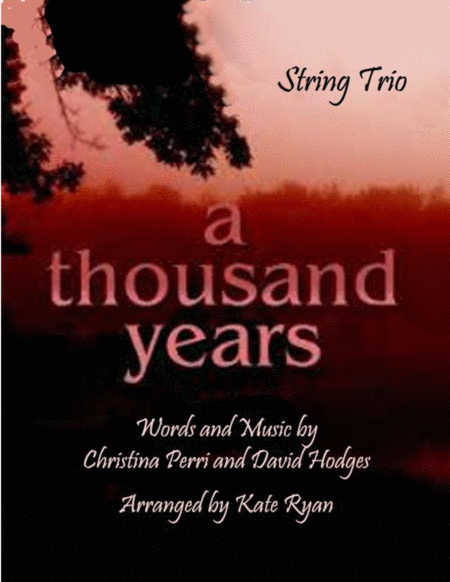 String Trio
a
thousand
years
Words and Music by
Christina Perri and David Hodges
Arranged by Kate Ryan